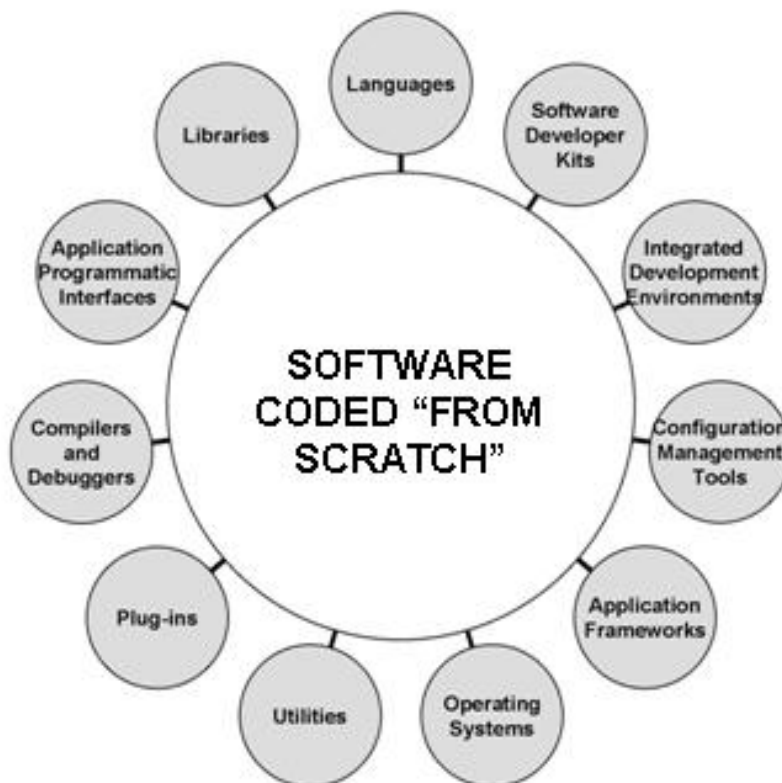 Languages
Software
Developer
Kits
Integrated
Development
Environments
Configuration
Management
Tools
Application
Frameworks
Operating
Systems
Utilities
Plug-ins
Compilers
and
Debuggers
Application
Programmatic
Interfaces
Libraries
SOFTWARE
CODED “FROM
SCRATCH”